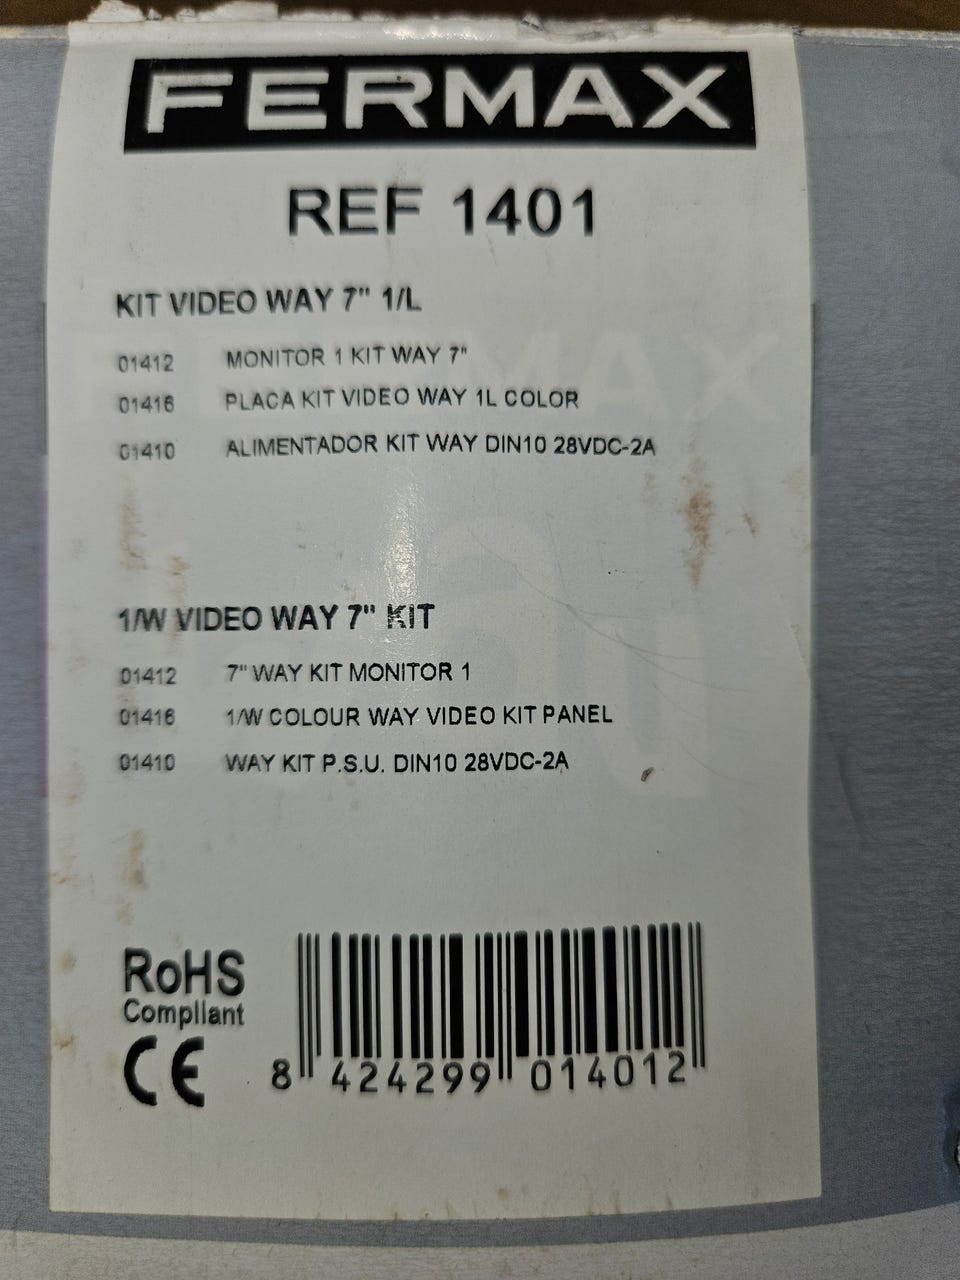 FERMAX
REF 1401
KIT VIDEO WAY 7" 1/L
01412 MONITOR 1 KIT WAY 7"
01416 PLACA KIT VIDEO WAY 1L COLOR
01410 ALIMENTADOR KIT WAY DIN10 28VDC-2A
1/W VIDEO WAY 7" KIT
01412 7" WAY KIT MONITOR 1
01416 1/W COLOUR WAY VIDEO KIT PANEL
01410 WAY KIT P.S.U. DIN10 28VDC-2A
RoHS
Compliant
CE
8 424299 014012